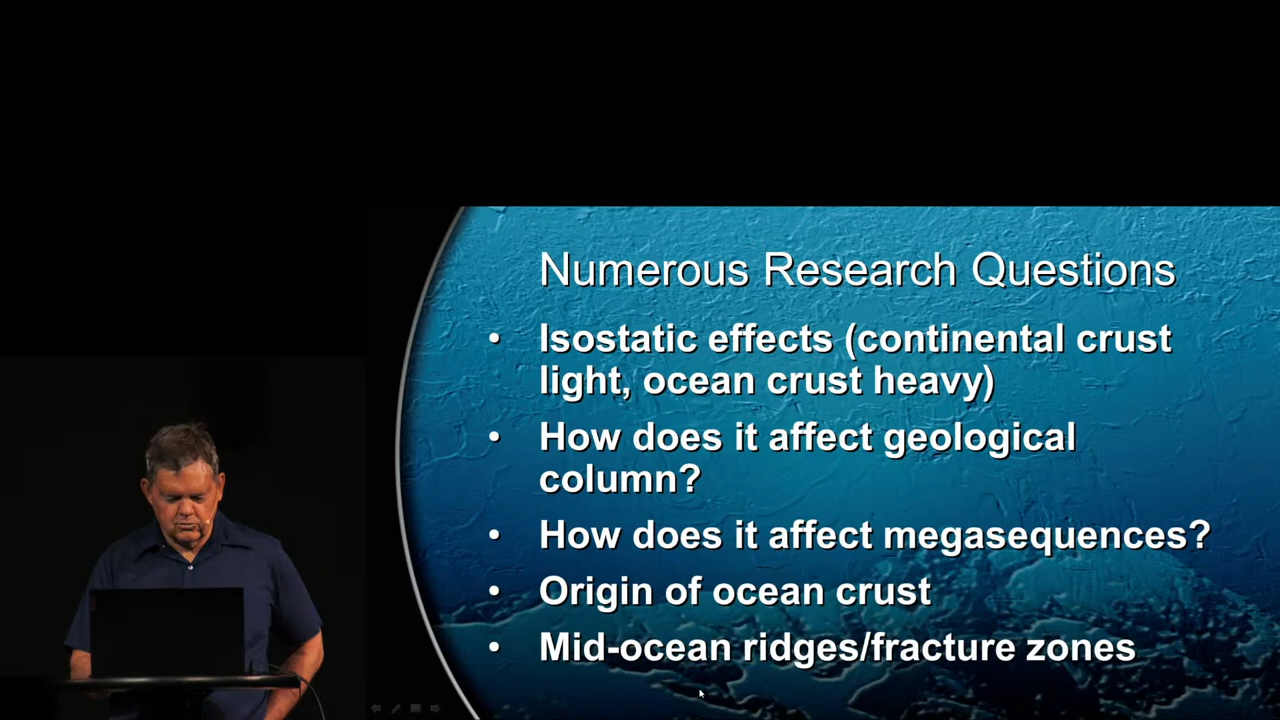 Numerous Research Questions
• Isostatic effects (continental crust
light, ocean crust heavy)
• How does it affect geological
column?
• How does it affect megasequences?
• Origin of ocean crust
• Mid-ocean ridges/fracture zones